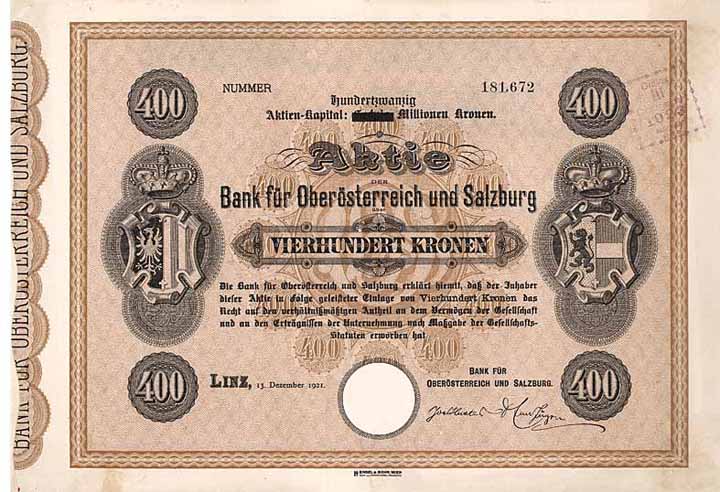 BANK FÜR OBERÖSTERREICH UND SALZBURG.
400
NUMMER
181.672
400
Hundertzwanzig
Aktien-Kapital: Millionen Kronen.
Aktie
DER
Bank für Oberösterreich und Salzburg
VIERHUNDERT KRONEN
Die Bank für Oberösterreich und Salzburg erklärt hiemit, daß der Inhaber
dieser Aktie in Folge geleisteter Einlage von Vierhundert Kronen das
Recht auf den verhältnißmäßigen Antheil an dem Vermögen der Gesellschaft
und an den Erträgnissen der Unternehmung nach Maßgabe der Gesellschafts-
Statuten erworben hat.
400
LINZ, 13. Dezember 1921.
BANK FÜR
OBERÖSTERREICH UND SALZBURG.
400